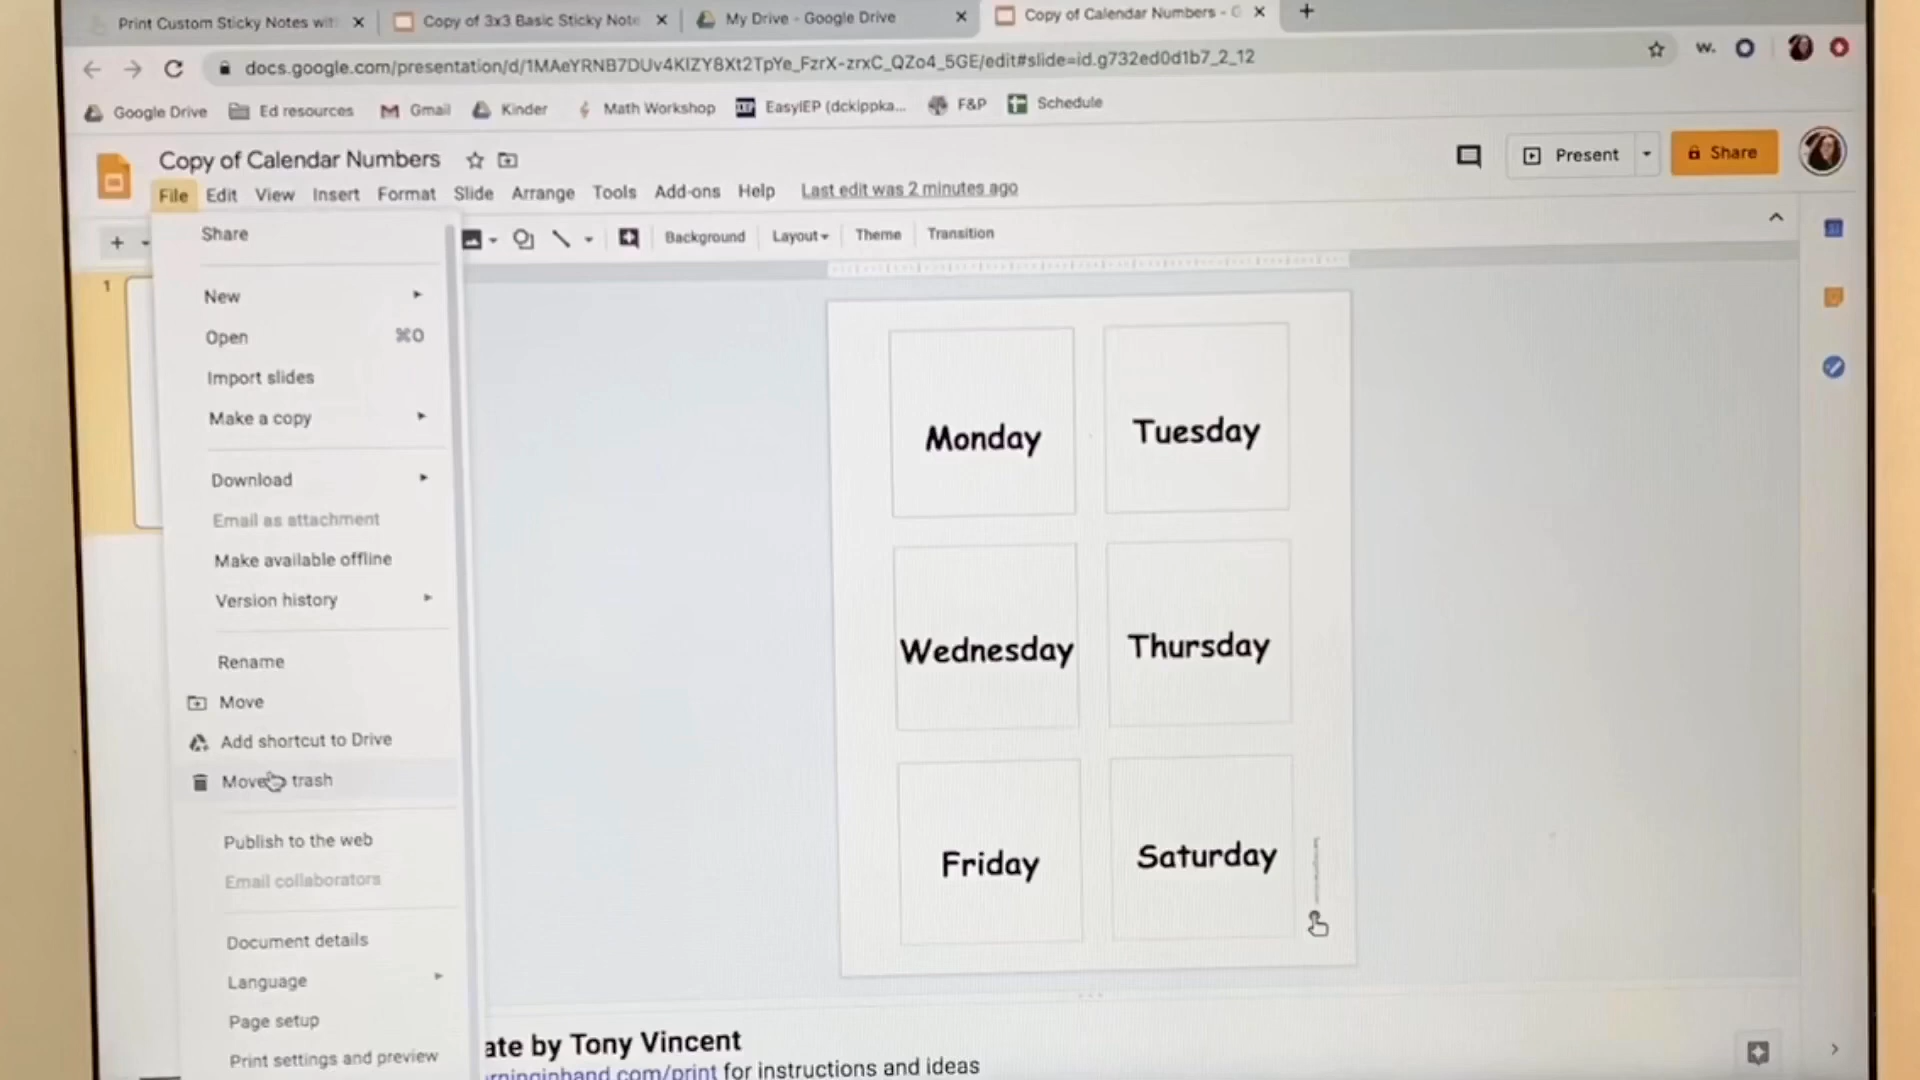 Print Custom Sticky Notes wit
Copy of 3x3 Basic Sticky Note
My Drive - Google Drive
Copy of Calendar Numbers - G
docs.google.com/presentation/d/1MAeYRNB7DUv4KIZY8Xt2TpYe_FzrX-zrxC_QZo4_5GE/edit#slide=id.g732ed0d1b7_2_12
w.
Google Drive
Ed resources
Gmail
Kinder
Math Workshop
EasyIEP (dckippka...
F&P
Schedule
Copy of Calendar Numbers
Present
Share
File Edit View Insert Format Slide Arrange Tools Add-ons Help Last edit was 2 minutes ago
Background Layout Theme Transition
1
Share
New
Open ⌘O
Import slides
Make a copy
Download
Email as attachment
Make available offline
Version history
Rename
Move
Add shortcut to Drive
Move trash
Publish to the web
Email collaborators
Document details
Language
Page setup
Print settings and preview
Monday
Tuesday
Wednesday
Thursday
Friday
Saturday
ate by Tony Vincent
rninginhand.com/print for instructions and ideas